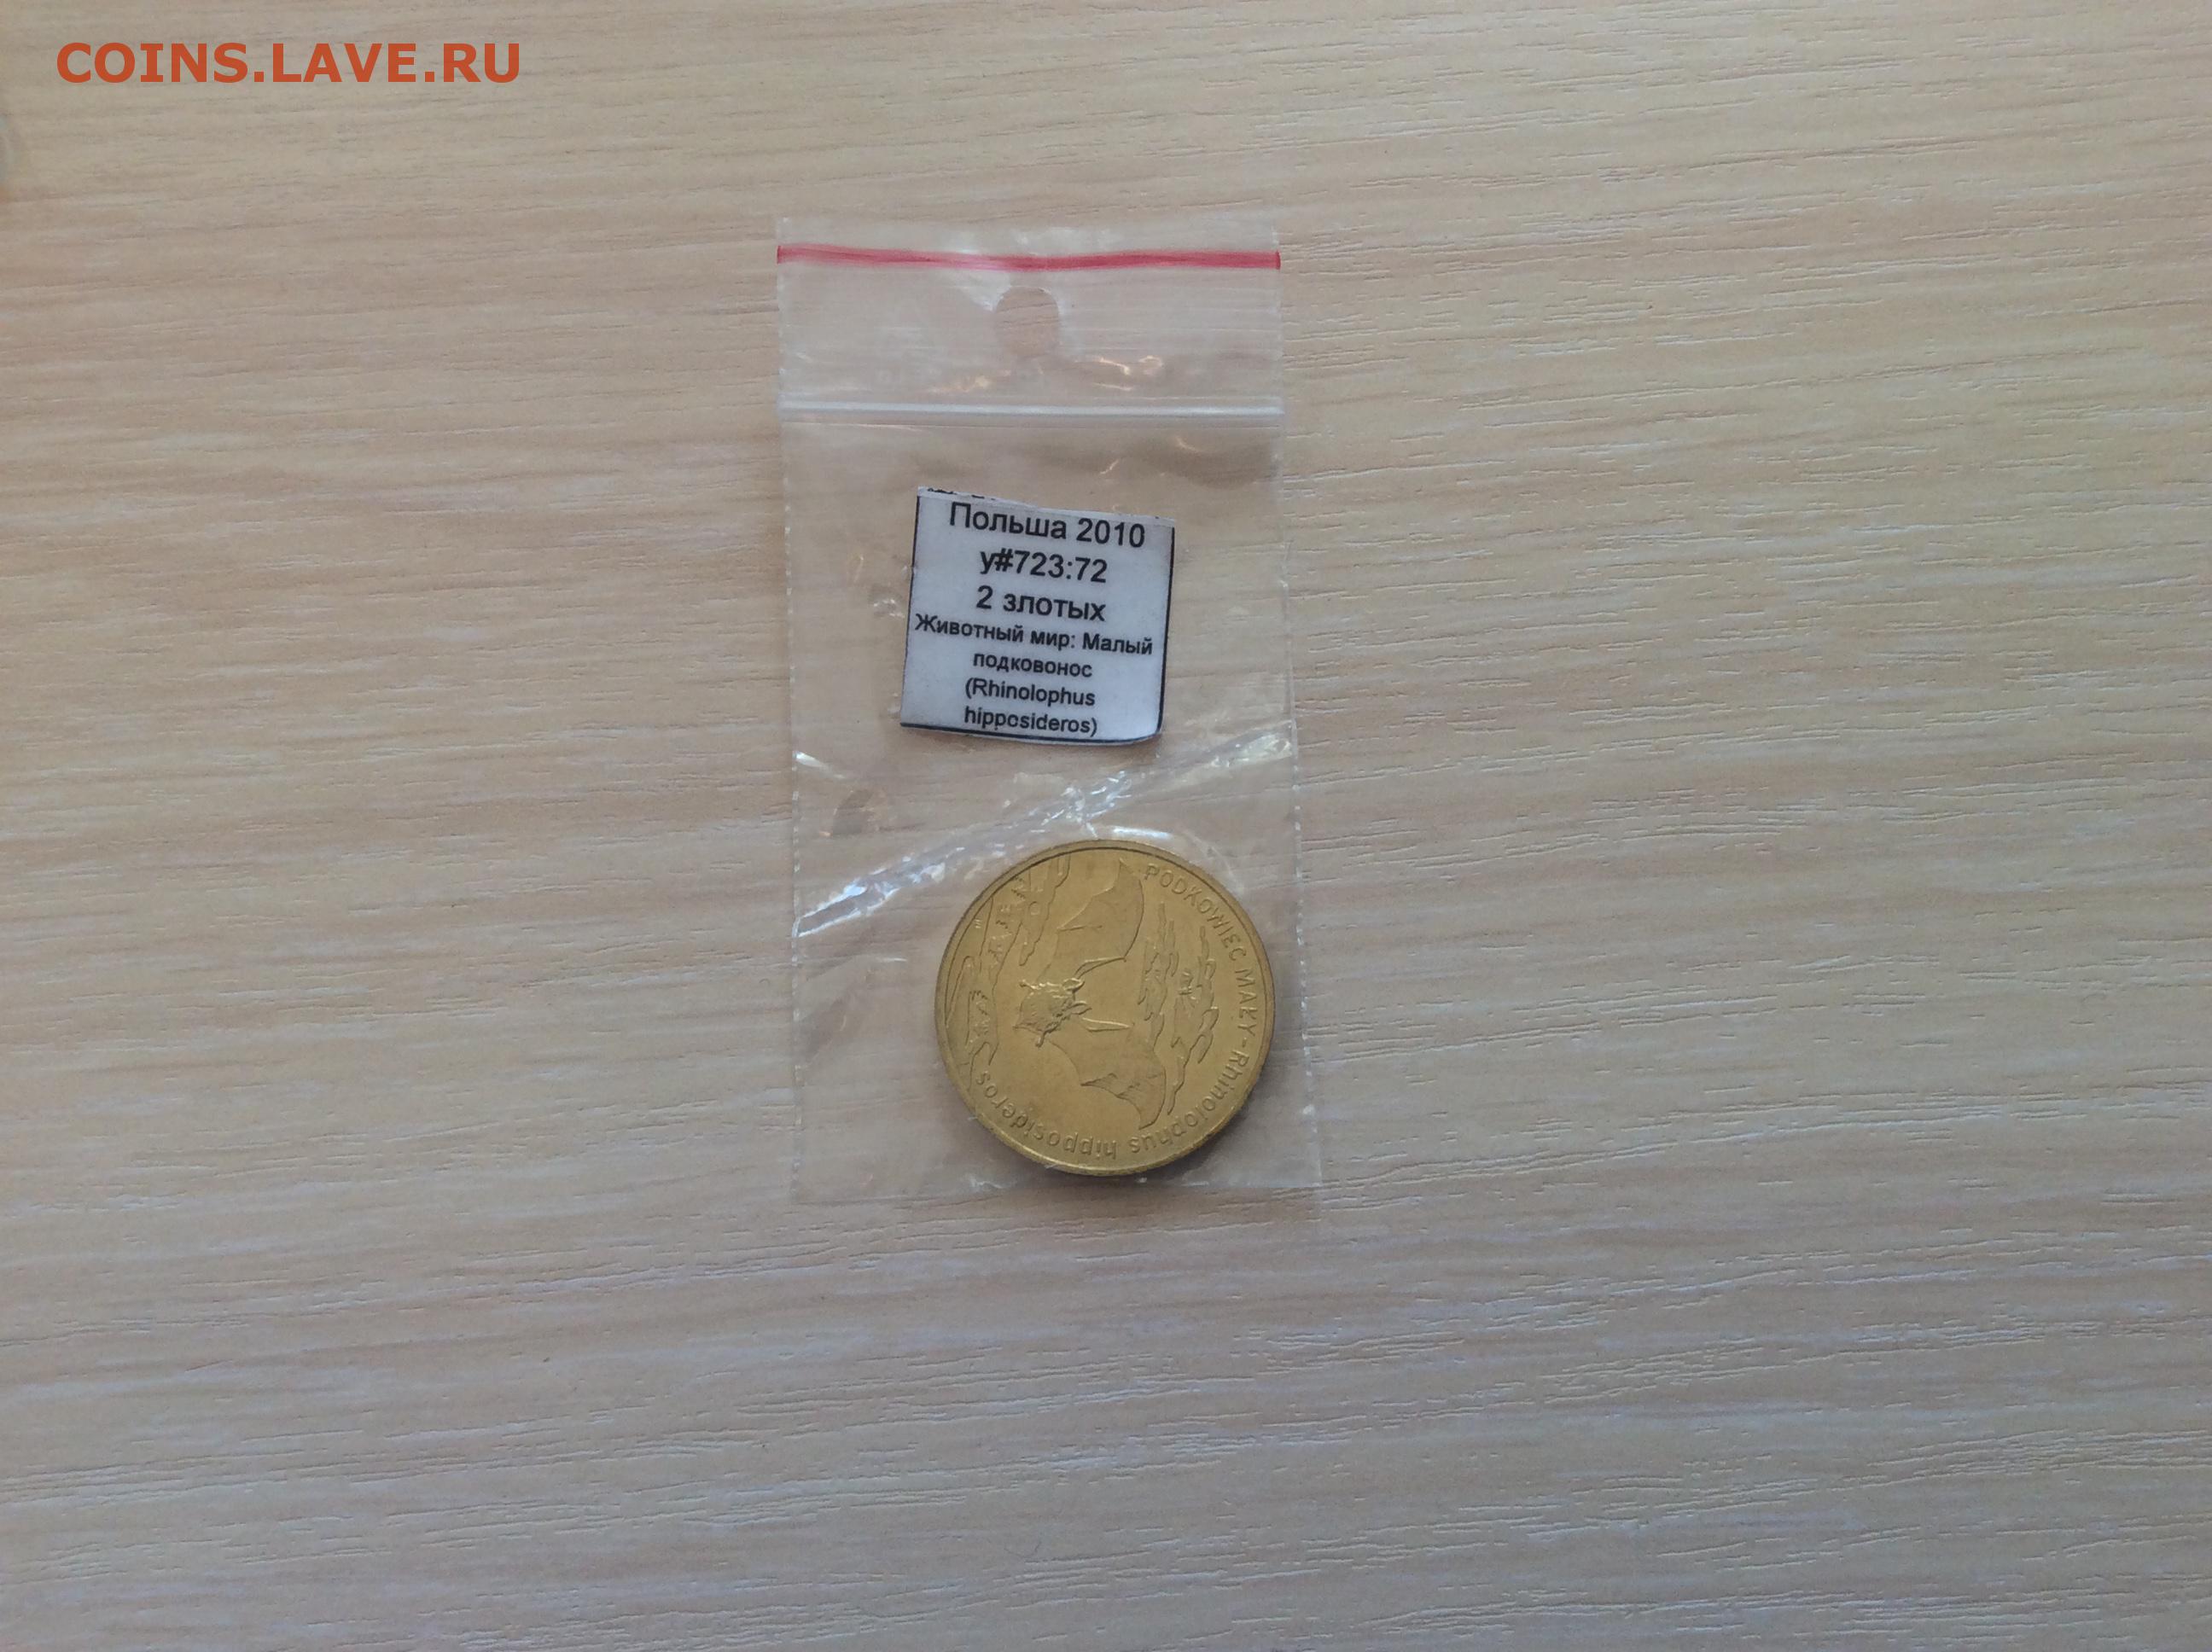 COINS.LAVE.RU
Польша 2010
y#723:72
2 злотых
Животный мир: Малый
подковонос
(Rhinolophus
hipposideros)
PODKOWIEC MAŁY-Rhinolophus hipposideros